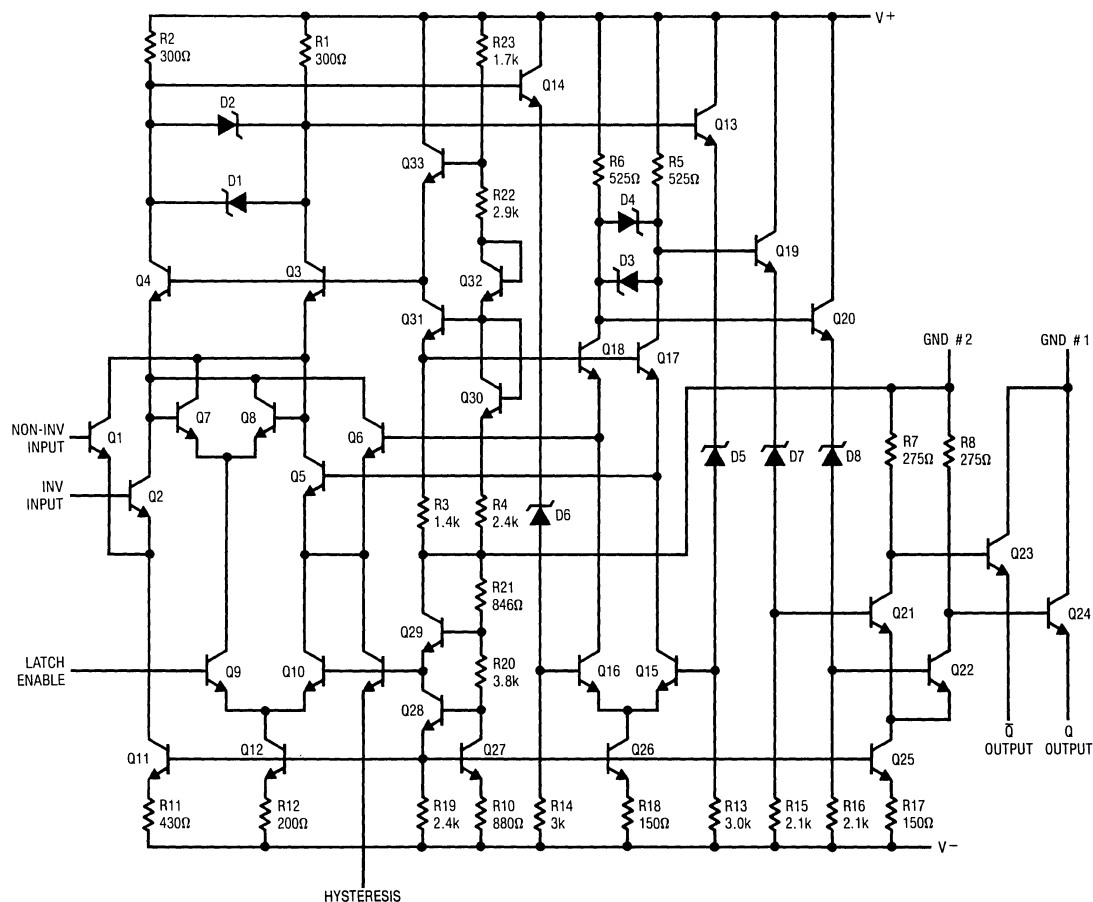 V+
R2
300Ω
R1
300Ω
R23
1.7k
Q14
D2
Q13
Q33
R6
525Ω
R5
525Ω
D1
R22
2.9k
D4
Q4
Q3
Q32
D3
Q19
Q31
Q20
Q18
Q17
GND #2
GND #1
Q30
NON-INV
INPUT
Q1
Q7
Q8
Q6
R7
275Ω
R8
275Ω
INV
INPUT
Q2
Q5
D5
D7
D8
R3
1.4k
R4
2.4k
D6
Q23
R21
846Ω
Q21
Q24
Q29
LATCH
ENABLE
Q9
Q10
R20
3.8k
Q16
Q15
Q22
Q28
Q11
Q12
Q27
Q26
Q25
Q̅
OUTPUT
Q
OUTPUT
R11
430Ω
R12
200Ω
R19
2.4k
R10
880Ω
R14
3k
R18
150Ω
R13
3.0k
R15
2.1k
R16
2.1k
R17
150Ω
V-
HYSTERESIS